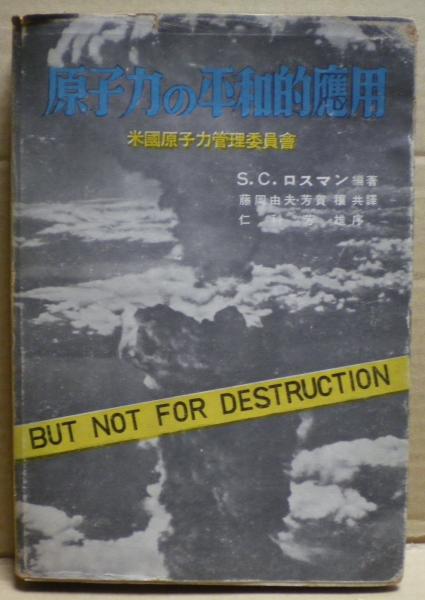 原子力の平和的應用
米國原子力管理委員會
S.C.ロスマン 編著
藤岡由夫・芳賀 穰 共譯
仁 芳 雄 序
BUT NOT FOR DESTRUCTION